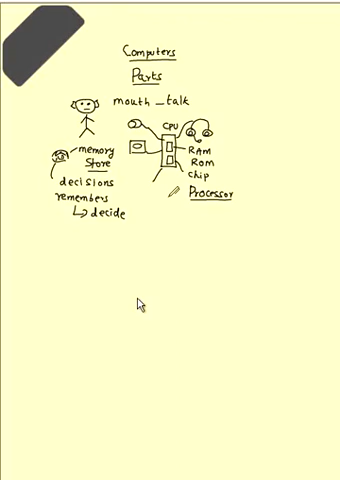 Computers
Parts
mouth - talk
CPU
memory
Store
RAM
ROM
chip
decisions
remembers
Processor
decide